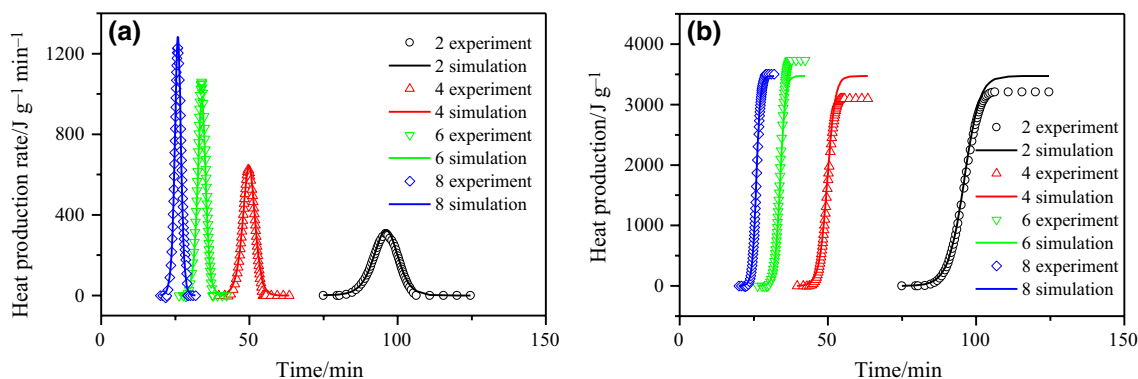 (a)
Heat production rate/J g⁻¹ min⁻¹
1200
800
400
0
0
50
100
150
Time/min
2 experiment
2 simulation
4 experiment
4 simulation
6 experiment
6 simulation
8 experiment
8 simulation
(b)
Heat production/J g⁻¹
4000
3000
2000
1000
0
0
50
100
150
Time/min
2 experiment
2 simulation
4 experiment
4 simulation
6 experiment
6 simulation
8 experiment
8 simulation